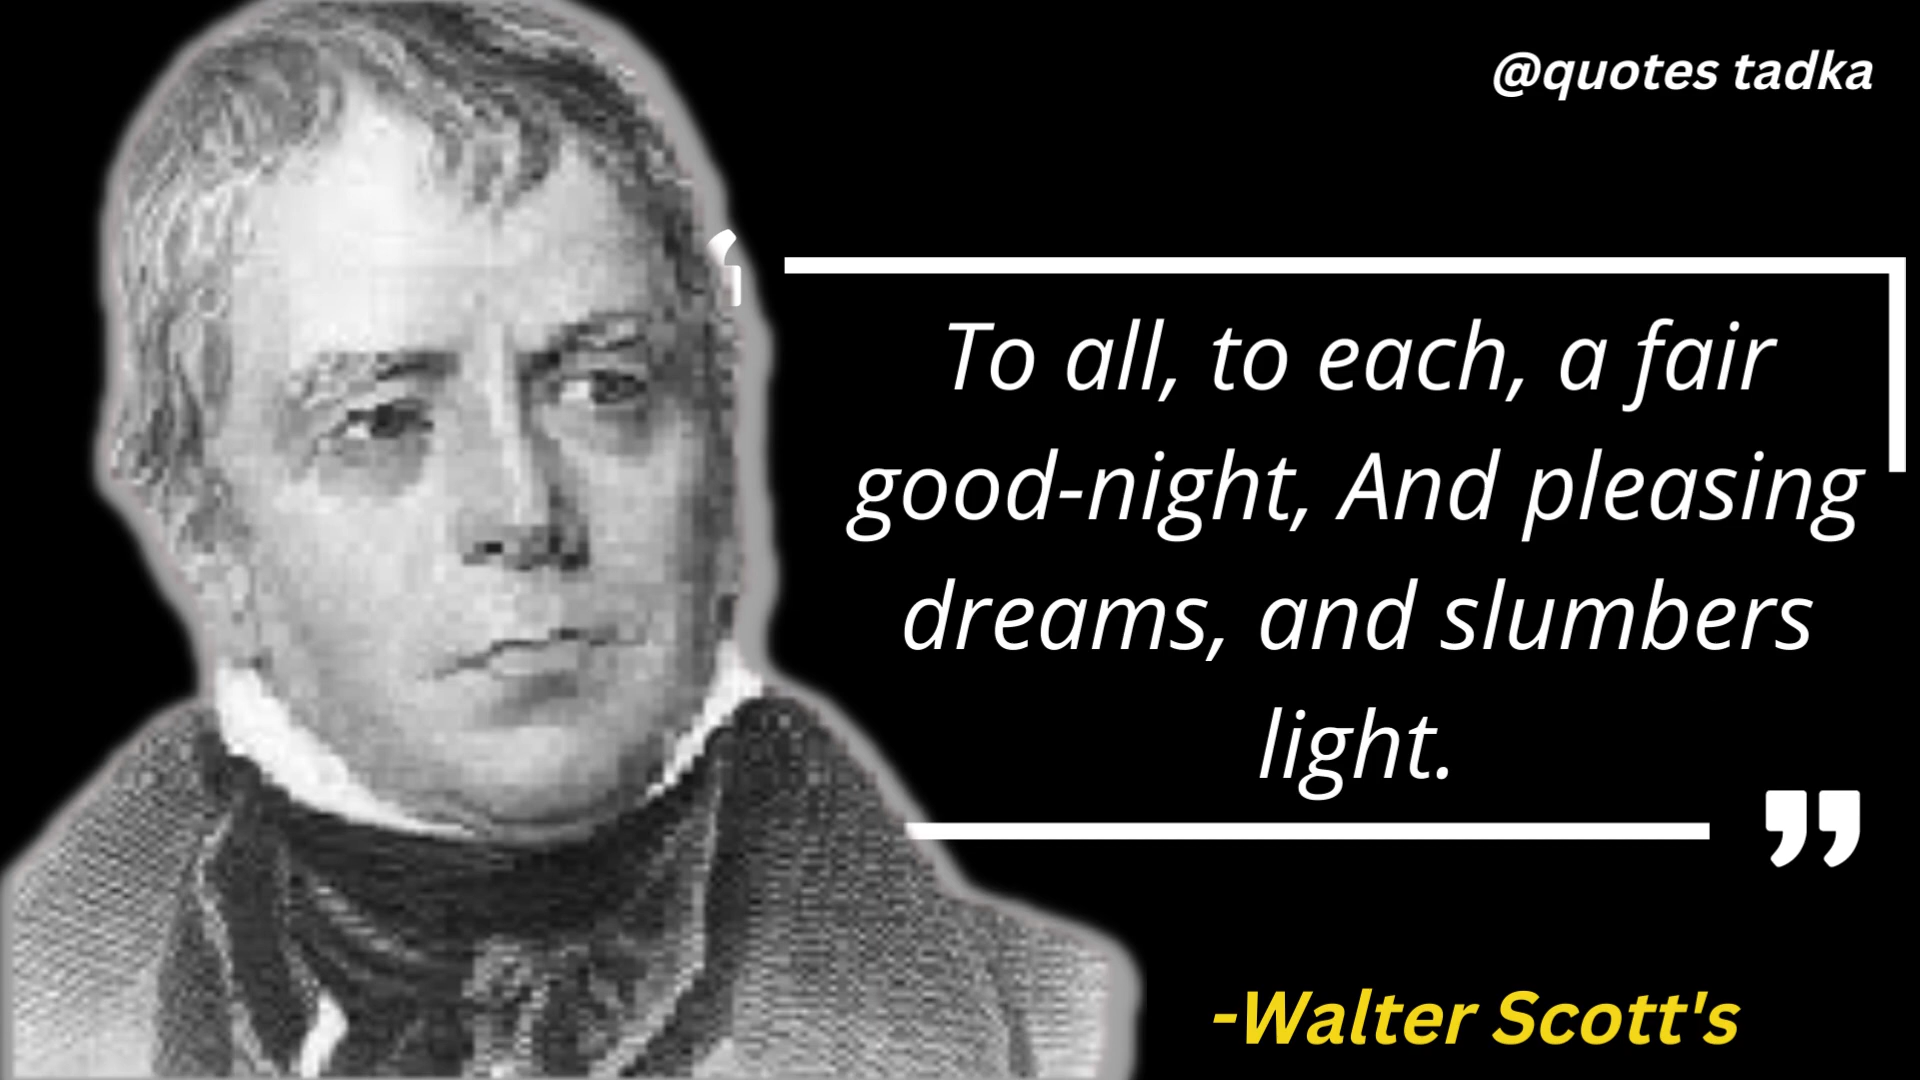 @quotes tadka
To all, to each, a fair
good-night, And pleasing
dreams, and slumbers
light.
”
-Walter Scott's